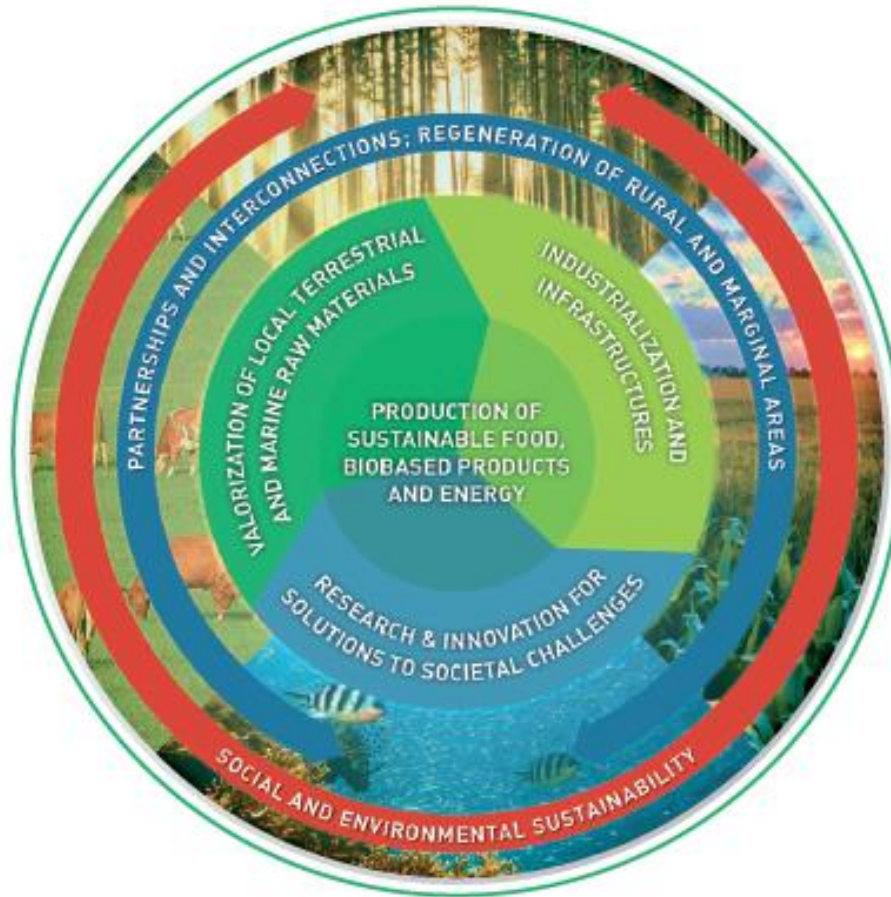 PARTNERSHIPS AND INTERCONNECTIONS; REGENERATION OF RURAL AND MARGINAL AREAS
VALORIZATION OF LOCAL TERRESTRIAL
AND MARINE RAW MATERIALS
INDUSTRIALIZATION AND
INFRASTRUCTURES
PRODUCTION OF
SUSTAINABLE FOOD,
BIOBASED PRODUCTS
AND ENERGY
RESEARCH & INNOVATION FOR
SOLUTIONS TO SOCIETAL CHALLENGES
SOCIAL AND ENVIRONMENTAL SUSTAINABILITY